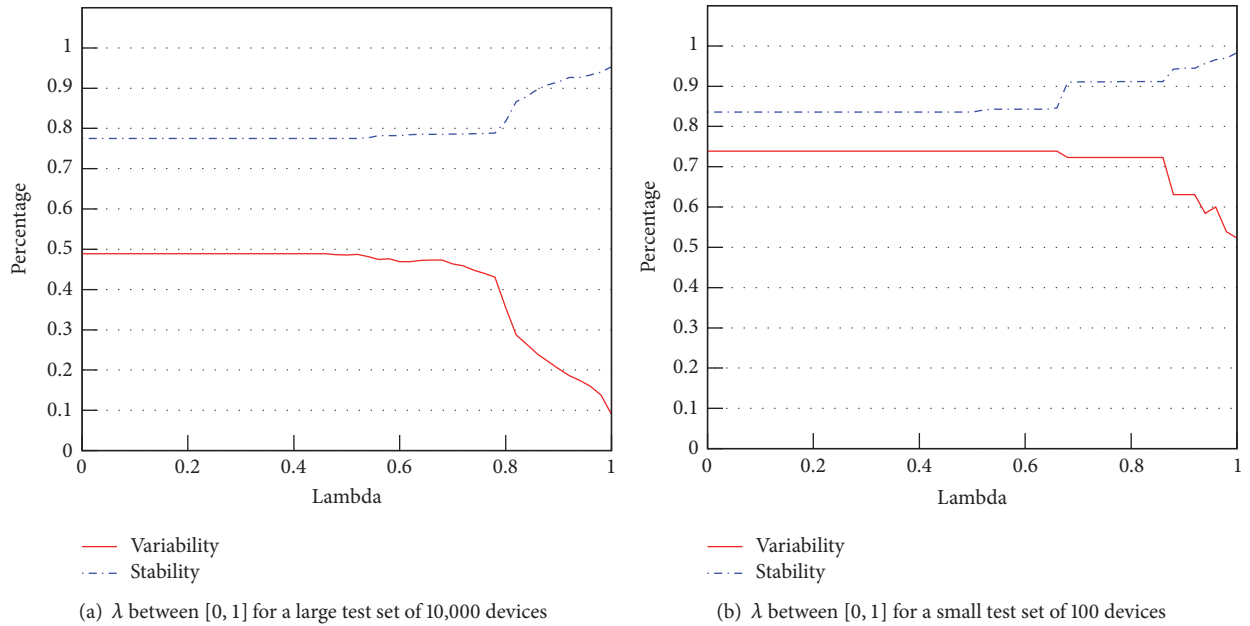 1
0.9
0.8
0.7
0.6
0.5
0.4
0.3
0.2
0.1
0
Percentage
0 0.2 0.4 0.6 0.8 1
Lambda
Variability
Stability
(a) λ between [0, 1] for a large test set of 10,000 devices
1
0.9
0.8
0.7
0.6
0.5
0.4
0.3
0.2
0.1
0
Percentage
0 0.2 0.4 0.6 0.8 1
Lambda
Variability
Stability
(b) λ between [0, 1] for a small test set of 100 devices